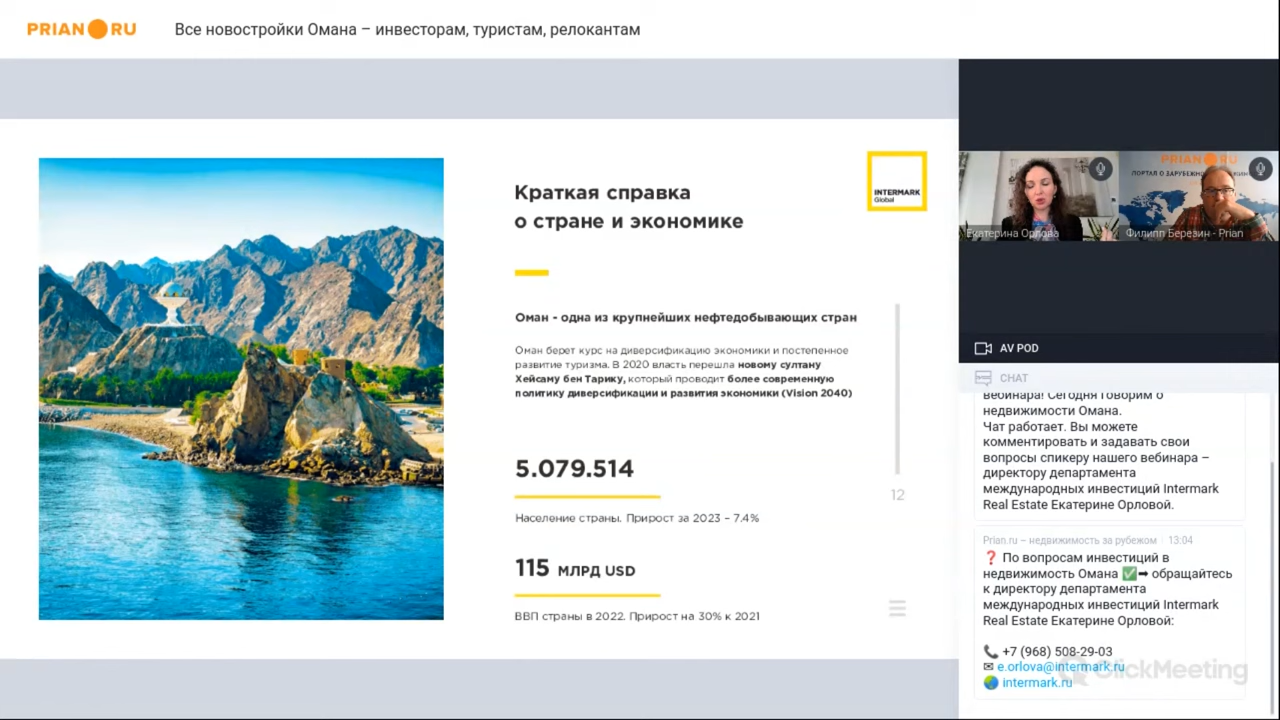 PRIAN RU
Все новостройки Омана – инвесторам, туристам, релокантам
INTERMARK
Global
Краткая справка
о стране и экономике
Оман - одна из крупнейших нефтедобывающих стран
Оман берет курс на диверсификацию экономики и постепенное
развитие туризма. В 2020 власть перешла новому султану
Хейсаму бен Тарику, который проводит более современную
политику диверсификации и развития экономики (Vision 2040)
5.079.514
Население страны. Прирост за 2023 – 7.4%
115 МЛРД USD
ВВП страны в 2022. Прирост на 30% к 2021
12
PRIAN RU
Екатерина Орлова
Филипп Березин - Prian
AV POD
CHAT
вебинара! Сегодня говорим о
недвижимости Омана.
Чат работает. Вы можете
комментировать и задавать свои
вопросы спикеру нашего вебинара –
директору департамента
международных инвестиций Intermark
Real Estate Екатерине Орловой.
Prian.ru – недвижимость за рубежом 13:04
❓ По вопросам инвестиций в
недвижимость Омана ✅➡ обращайтесь
к директору департамента
международных инвестиций Intermark
Real Estate Екатерине Орловой:
📞 +7 (968) 508-29-03
✉ e.orlova@intermark.ru
🌏 intermark.ru
ClickMeeting